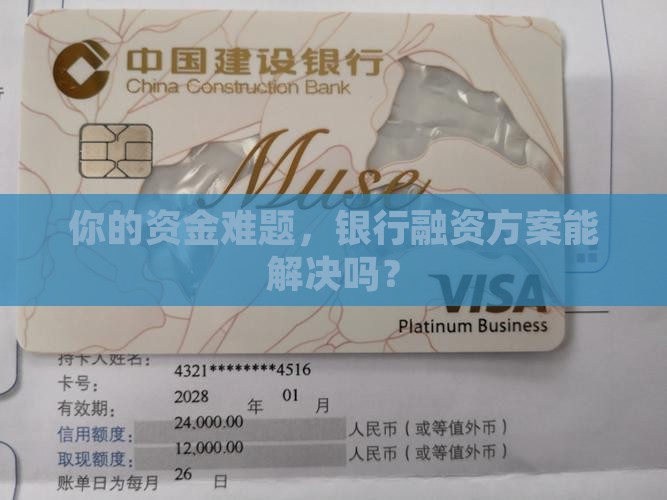 中国建设银行
China Construction Bank
Muse
你的资金难题，银行融资方案能
解决吗？
VISA
Platinum Business
持卡人姓名：
4321********4516
卡号：
有效期：
2028 年 01 月
信用额度：
24,000.00 人民币（或等值外币）
取现额度：
12,000.00 人民币（或等值外币）
账单日为每月 26 日